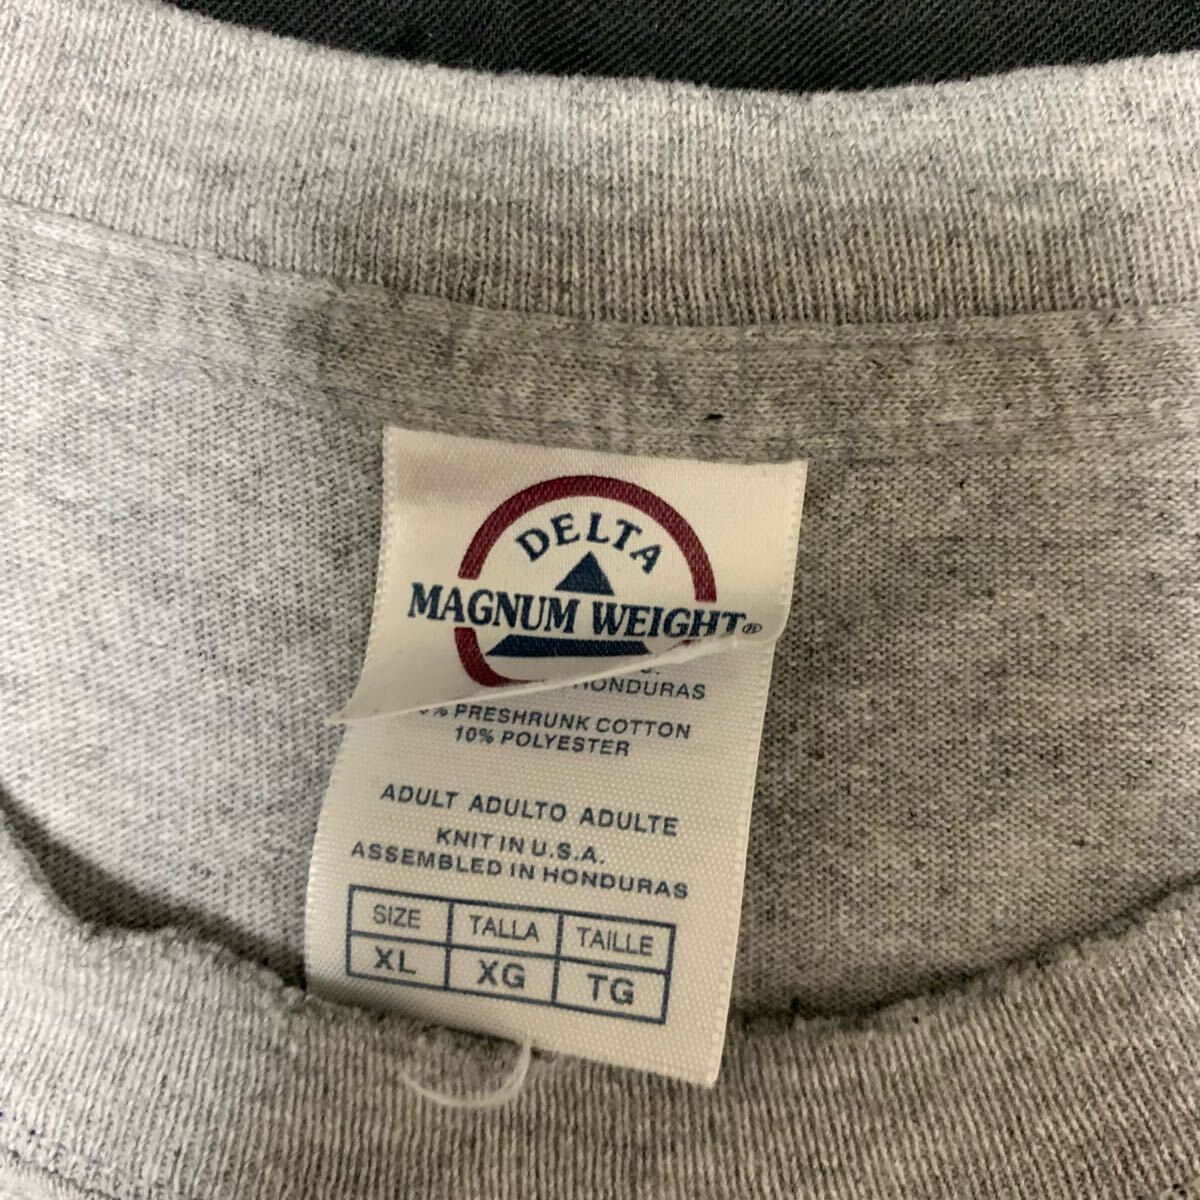 DELTA
MAGNUM WEIGHT®
HONDURAS
% PRESHRUNK COTTON
10% POLYESTER
ADULT ADULTO ADULTE
KNIT IN U.S.A.
ASSEMBLED IN HONDURAS
SIZE TALLA TAILLE
XL XG TG